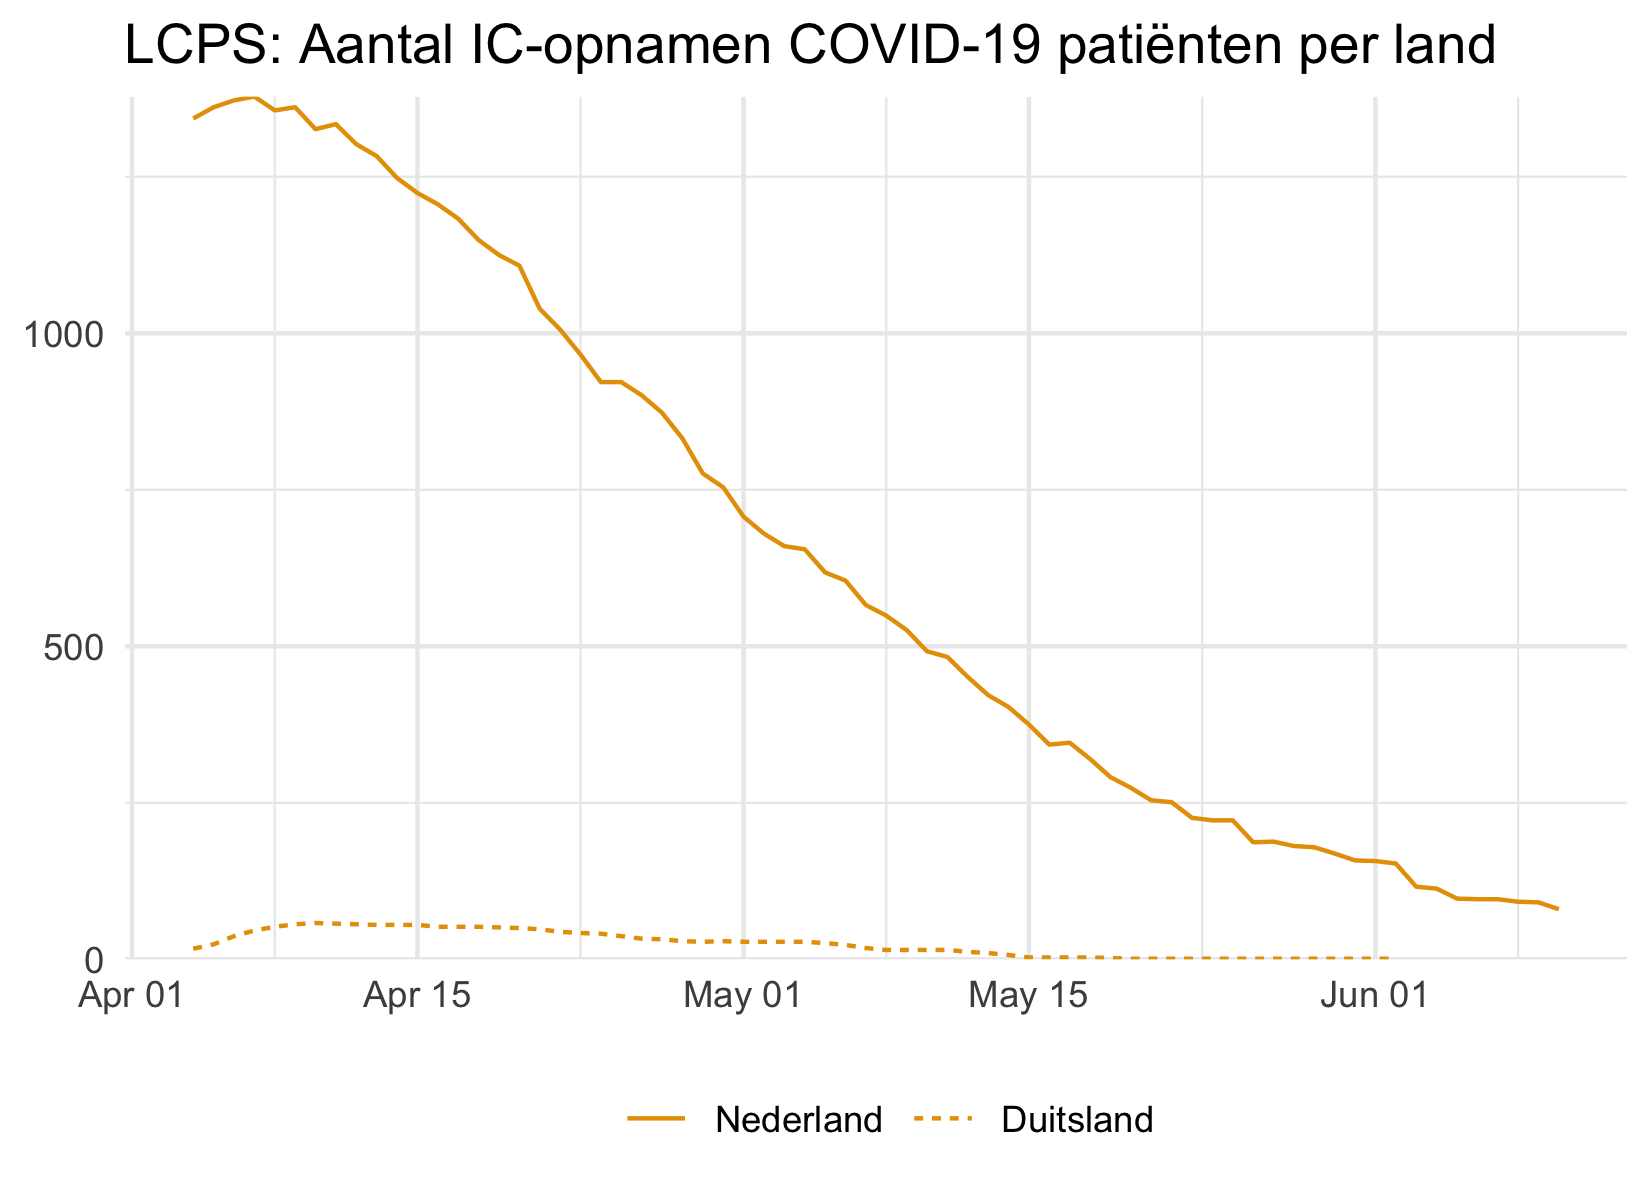 LCPS: Aantal IC-opnamen COVID-19 patiënten per land
1000
500
0
Apr 01 Apr 15 May 01 May 15 Jun 01
Nederland Duitsland